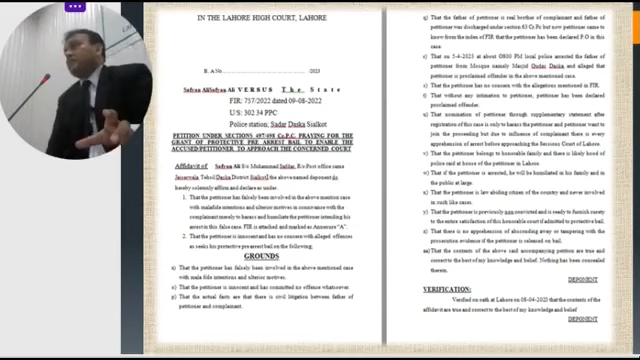 IN THE LAHORE HIGH COURT, LAHORE
B. A No. /2023
Safyan Ali VERSUS The State
FIR: 757/2022 dated 09-08-2022
U/S: 302 34 PPC
Police station: Sadar Daska Sialkot
PETITION UNDER SECTIONS 497/498 Cr.P.C. PRAYING FOR THE
GRANT OF PROTECTIVE PRE ARREST BAIL TO ENABLE THE
ACCUSED/PETITIONER TO APPROACH THE CONCERNED COURT
Affidavit of Safyan Ali S/o Muhammad R/o Post office same
Tehsil Daska District Sialkot the above named deponent do
hereby solemnly affirm and declare as under.
1. That the petitioner has falsely been involved in the above mention case
with malafide intentions and ulterior motives in connivance with the
complainant merely to harass and humiliate the petitioner intending his
arrest in this false case. FIR is attached and marked as Annexure "A".
2. That the petitioner is innocent and has no concern with alleged offences
as seeks his protective pre arrest bail on the following;
GROUNDS
That the petitioner has falsely been involved in the above mentioned case
with mala fide intentions and ulterior motives.
o) That the petitioner is innocent and has committed no offence whatsoever.
p) That the actual facts are that there is civil litigation, between father of
petitioner and complainant.
q) That the father of petitioner is real brother of complainant and father of
petitioner was discharged under section 63 Cr.Pc but now petitioner came
to know from the index of FIR that he has been declared P.O in this
case.
r) That on 5-4-2023 at about 0800 PM local police arrested the father of
petitioner from Mosque namely Masjid Daska and alleged that
petitioner is proclaimed offender in the above mentioned case.
s) That the petitioner has no concern with the allegations mentioned in FIR.
t) That without any intimation to petitioner, petitioner has been declared
proclaimed offender.
u) That nomination of petitioner through supplementary statement after
registration of this case is only to harass the petitioner and petitioner want
to join the proceeding but due to influence of complainant there is every
apprehension of arrest before approaching the Sessions Court of Lahore.
v) That petitioner belongs to honorable family and there is likely hood of
police raid at house of the petitioner in Lahore.
w) That if the petitioner is arrested, he will be humiliated in his family and in
the public at large.
x) That the petitioner is law abiding citizen of the country and never involved in
in such like cases.
y) That the petitioner is previously non convicted and is ready to furnish surety
to the entire satisfaction of this honorable court if admitted to protective bail.
z) That there is no apprehension of absconding away or tampering with the
prosecution evidence if the petitioner is released on bail.
aa) That the contents of the above said accompanying petition are true and
correct to the best of my knowledge and belief. Nothing has been concealed
therein.
DEPONENT
VERIFICATION:
Verified on oath at Lahore on 08-04-2023 that the contents of the
affidavit are true and correct to the best of my knowledge and belief
DEPONENT